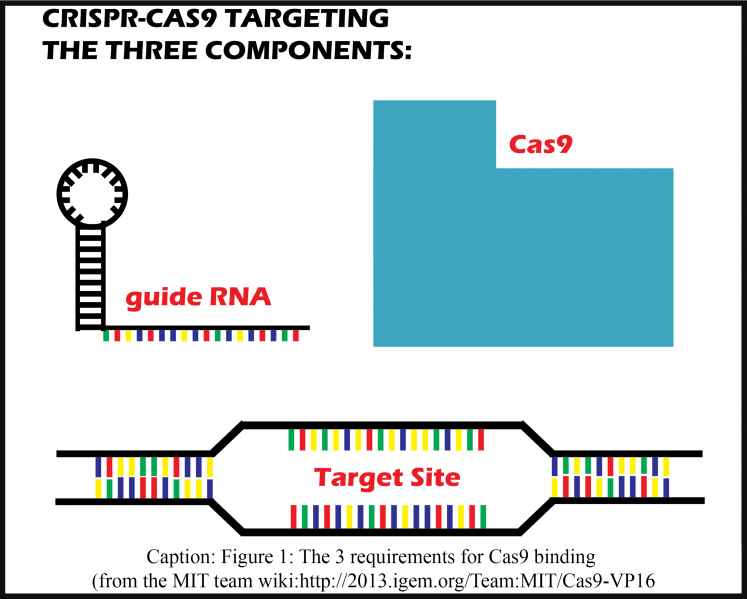 CRISPR-CAS9 TARGETING
THE THREE COMPONENTS:
Cas9
guide RNA
Target Site
Caption: Figure 1: The 3 requirements for Cas9 binding
(from the MIT team wiki:http://2013.igem.org/Team:MIT/Cas9-VP16